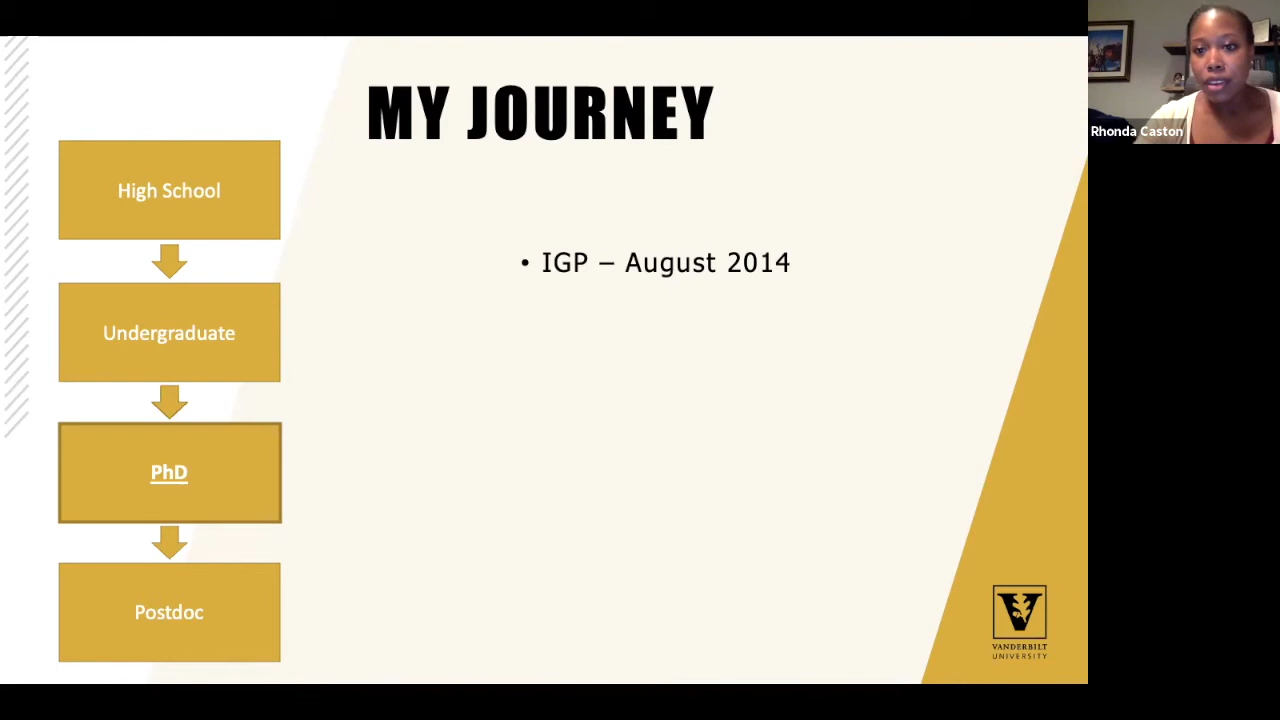 MY JOURNEY
High School
Undergraduate
PhD
Postdoc
• IGP – August 2014
VANDERBILT
UNIVERSITY
Rhonda Caston